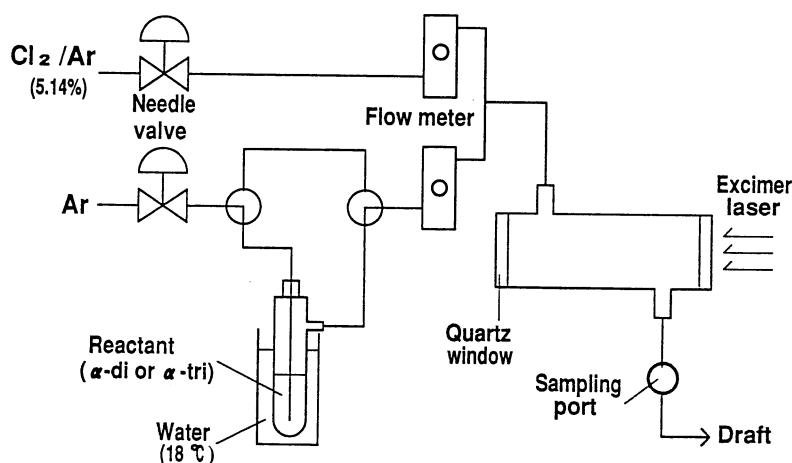 Cl₂ /Ar
(5.14%)
Needle
valve
Flow meter
Ar
Excimer
laser
Quartz
window
Reactant
(α-di or α-tri)
Water
(18 ℃)
Sampling
port
Draft